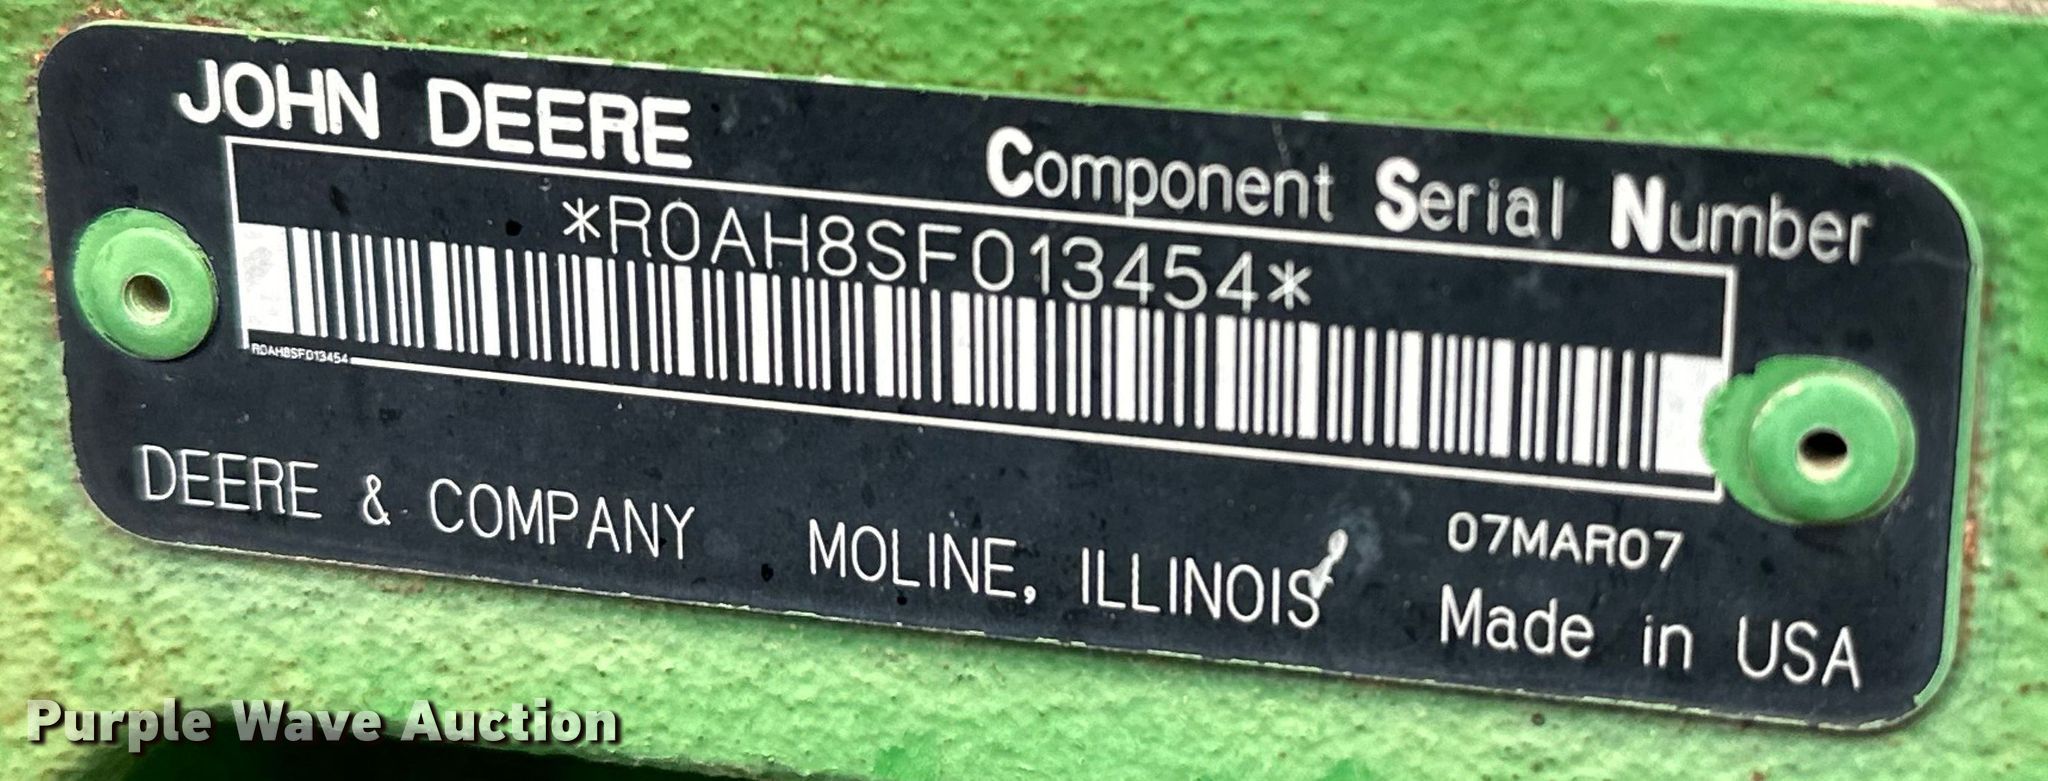 JOHN DEERE
Component Serial Number
*R0AH8SF013454*
R0AH8SF013454
DEERE & COMPANY MOLINE, ILLINOIS
07MAR07
Made in USA
Purple Wave Auction